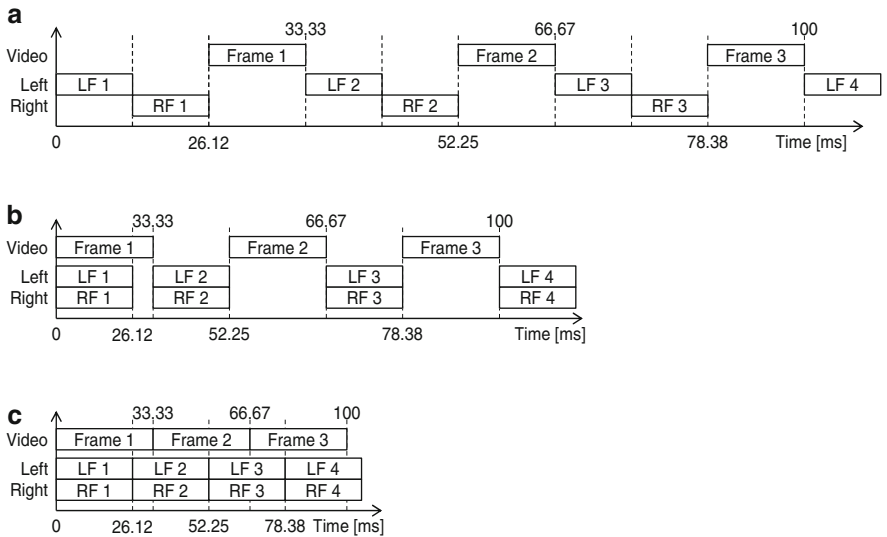 a
33.33 66.67 100
Video Frame 1 Frame 2 Frame 3
Left LF 1 LF 2 LF 3 LF 4
Right RF 1 RF 2 RF 3
0 26.12 52.25 78.38 Time [ms]
b
33.33 66.67 100
Video Frame 1 Frame 2 Frame 3
Left LF 1 LF 2 LF 3 LF 4
Right RF 1 RF 2 RF 3 RF 4
0 26.12 52.25 78.38 Time [ms]
c
33.33 66.67 100
Video Frame 1 Frame 2 Frame 3
Left LF 1 LF 2 LF 3 LF 4
Right RF 1 RF 2 RF 3 RF 4
0 26.12 52.25 78.38 Time [ms]